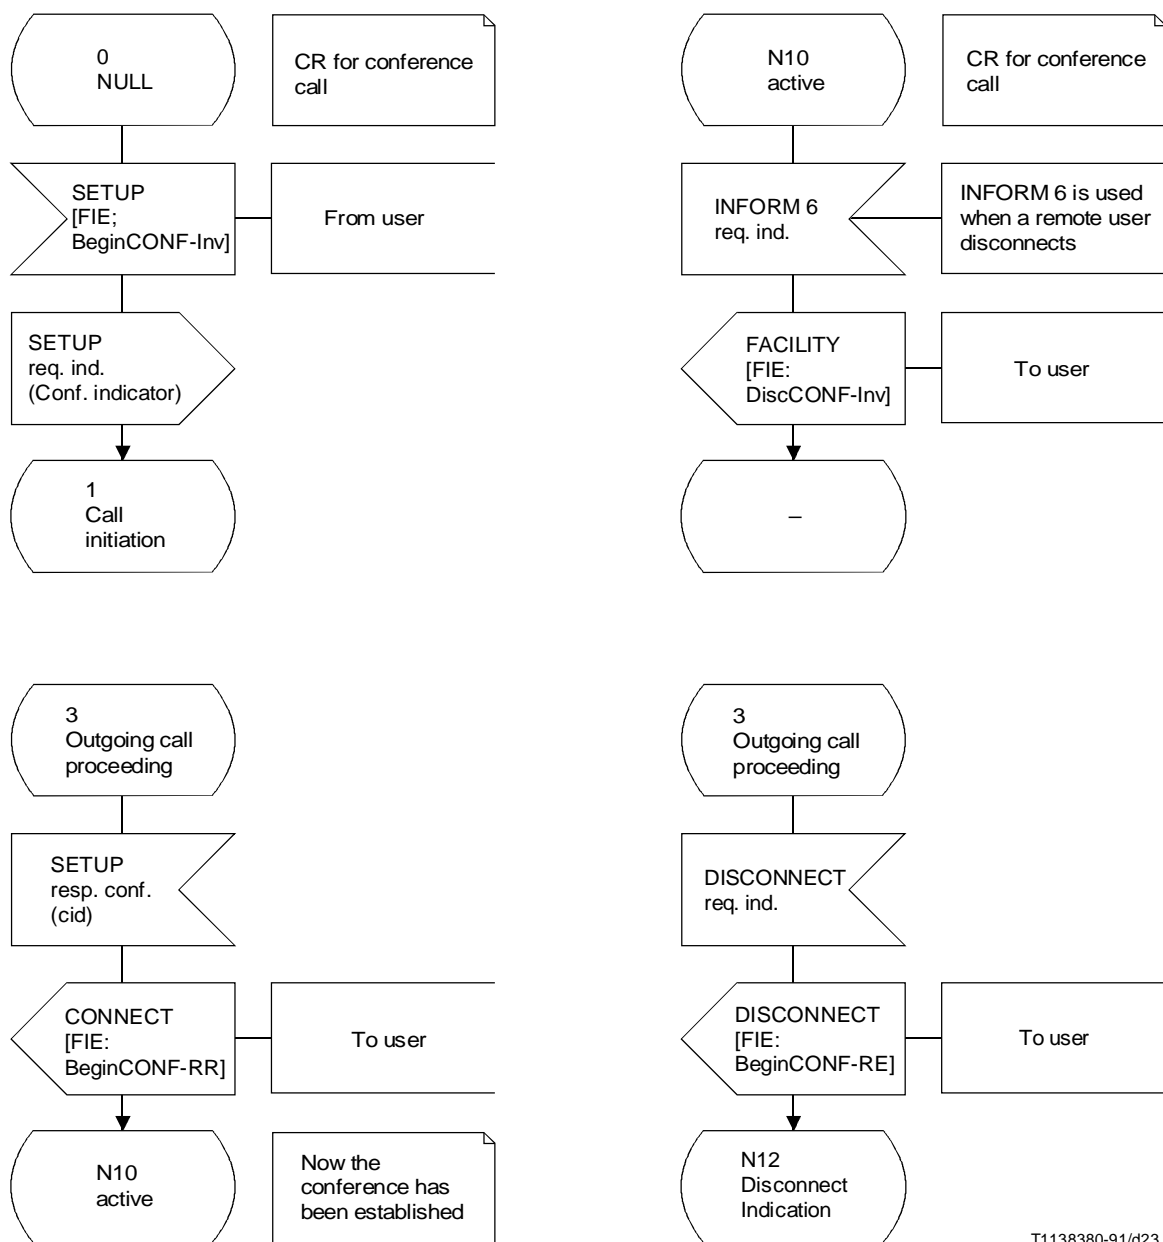 0
NULL
CR for conference
call
SETUP
[FIE;
BeginCONF-Inv]
From user
SETUP
req. ind.
(Conf. indicator)
1
Call
initiation
N10
active
CR for conference
call
INFORM 6
req. ind.
INFORM 6 is used
when a remote user
disconnects
FACILITY
[FIE:
DiscCONF-Inv]
To user
–
3
Outgoing call
proceeding
SETUP
resp. conf.
(cid)
CONNECT
[FIE:
BeginCONF-RR]
To user
N10
active
Now the
conference has
been established
3
Outgoing call
proceeding
DISCONNECT
req. ind.
DISCONNECT
[FIE:
BeginCONF-RE]
To user
N12
Disconnect
Indication
T1138380-91/d23